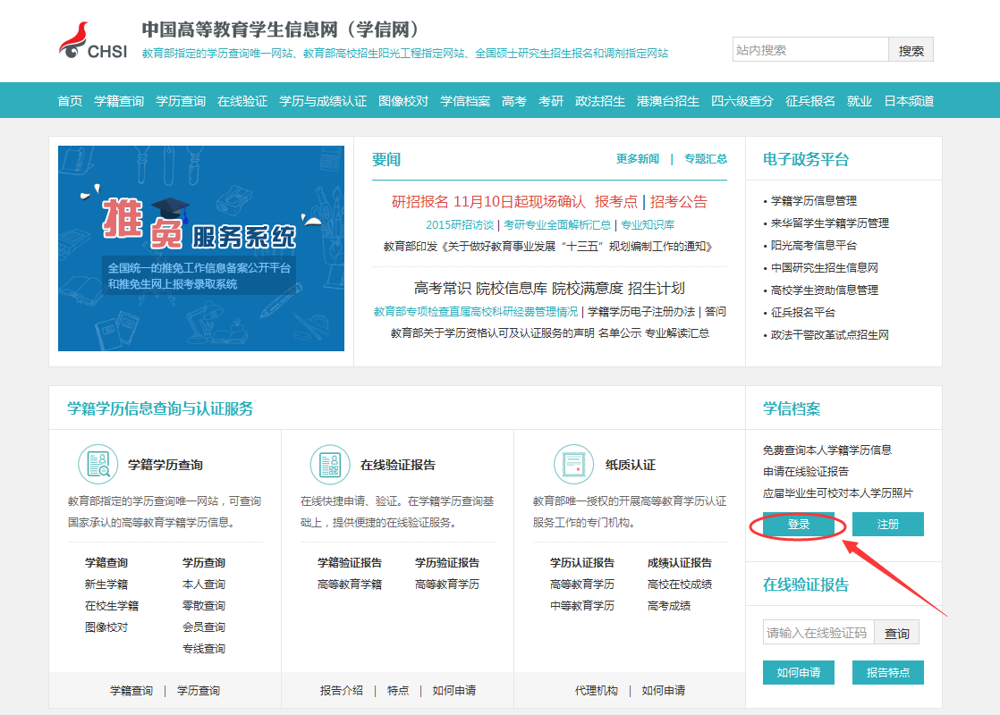 中国高等教育学生信息网（学信网）
CHSI
教育部指定的学历查询唯一网站、教育部高校招生阳光工程指定网站、全国硕士研究生招生报名和调剂指定网站
站内搜索 搜索
首页 学籍查询 学历查询 在线验证 学历与成绩认证 图像校对 学信档案 高考 考研 政法招生 港澳台招生 四六级查分 征兵报名 就业 日本频道
推免服务系统
全国统一的推免工作信息备案公开平台
和推免生网上报考录取系统
要闻 更多新闻 | 专题汇总
研招报名 11月10日起现场确认 报考点 | 招考公告
2015研招访谈 | 考研专业全面解析汇总 | 专业知识库
教育部印发《关于做好教育事业发展“十三五”规划编制工作的通知》
高考常识 院校信息库 院校满意度 招生计划
教育部专项检查直属高校科研经费管理情况 | 学籍学历电子注册办法 | 答问
教育部关于学历资格认可及认证服务的声明 名单公示 专业解读汇总
电子政务平台
• 学籍学历信息管理
• 来华留学生学籍学历管理
• 阳光高考信息平台
• 中国研究生招生信息网
• 高校学生资助信息管理
• 征兵报名平台
• 政法干警改革试点招生网
学籍学历信息查询与认证服务
学籍学历查询
教育部指定的学历查询唯一网站，可查询
国家承认的高等教育学籍学历信息。
学籍查询 学历查询
新生学籍 本人查询
在校生学籍 零散查询
图像校对 会员查询
专线查询
学籍查询 | 学历查询
在线验证报告
在线快捷申请、验证。在学籍学历查询基
础上，提供便捷的在线验证服务。
学籍验证报告 学历验证报告
高等教育学籍 高等教育学历
报告介绍 | 特点 | 如何申请
纸质认证
教育部唯一授权的开展高等教育学历认证
服务工作的专门机构。
学历认证报告 成绩认证报告
高等教育学历 高校在校成绩
中等教育学历 高考成绩
代理机构 | 如何申请
学信档案
免费查询本人学籍学历信息
申请在线验证报告
应届毕业生可校对本人学历照片
登录 注册
在线验证报告
请输入在线验证码 查询
如何申请 报告特点